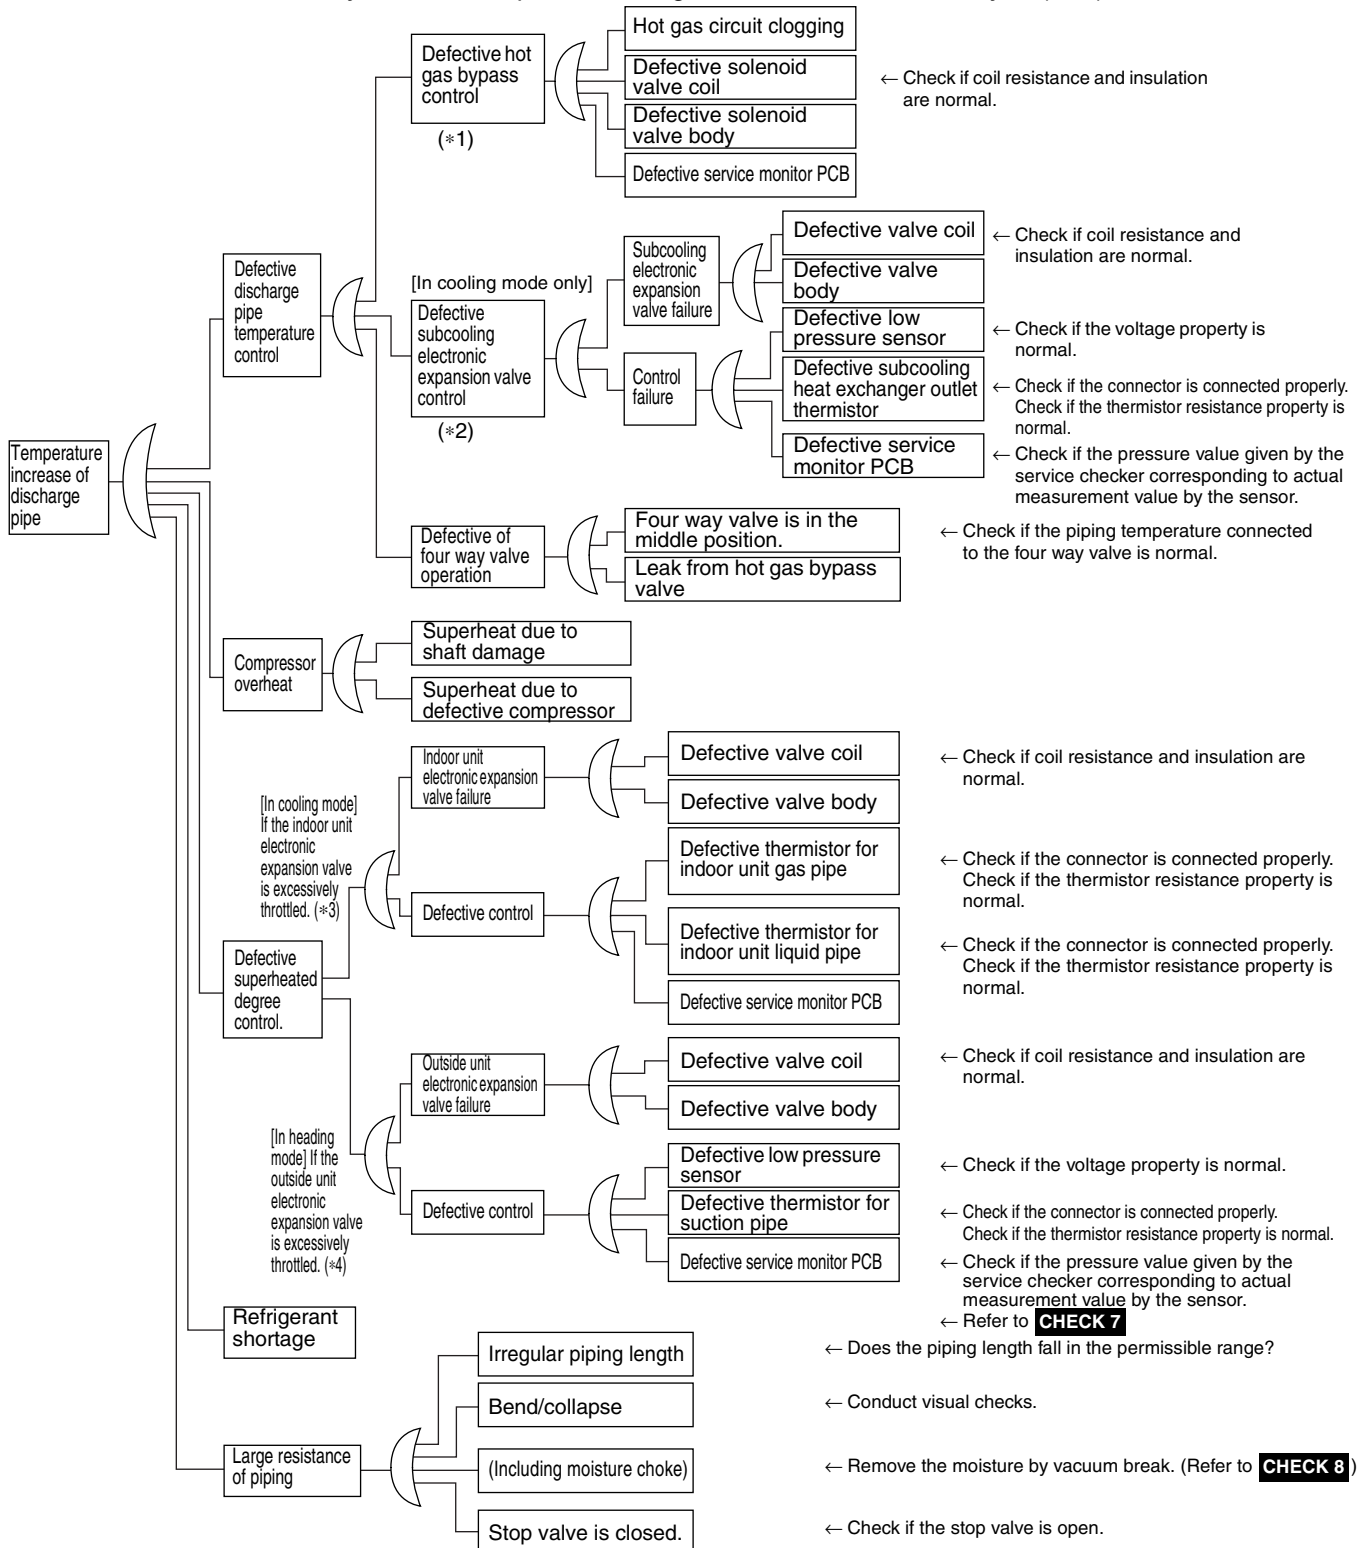 Hot gas circuit clogging
Defective hot
gas bypass
control
(*1)
Defective solenoid
valve coil
← Check if coil resistance and insulation
are normal.
Defective solenoid
valve body
Defective service monitor PCB
Defective
discharge
pipe
temperature
control
[In cooling mode only]
Defective
subcooling
electronic
expansion valve
control
(*2)
Subcooling
electronic
expansion
valve failure
Defective valve coil
← Check if coil resistance and
insulation are normal.
Defective valve
body
Control
failure
Defective low
pressure sensor
← Check if the voltage property is
normal.
Defective subcooling
heat exchanger outlet
thermistor
← Check if the connector is connected properly.
Check if the thermistor resistance property is
normal.
Defective service
monitor PCB
← Check if the pressure value given by the
service checker corresponding to actual
measurement value by the sensor.
Temperature
increase of
discharge
pipe
Defective of
four way valve
operation
Four way valve is in the
middle position.
← Check if the piping temperature connected
to the four way valve is normal.
Leak from hot gas bypass
valve
Compressor
overheat
Superheat due to
shaft damage
Superheat due to
defective compressor
[In cooling mode]
If the indoor unit
electronic
expansion valve
is excessively
throttled. (*3)
Indoor unit
electronic expansion
valve failure
Defective valve coil
← Check if coil resistance and insulation are
normal.
Defective valve body
Defective control
Defective thermistor for
indoor unit gas pipe
← Check if the connector is connected properly.
Check if the thermistor resistance property is
normal.
Defective thermistor for
indoor unit liquid pipe
← Check if the connector is connected properly.
Check if the thermistor resistance property is
normal.
Defective service monitor PCB
Defective
superheated
degree
control.
[In heading
mode] If the
outside unit
electronic
expansion valve
is excessively
throttled. (*4)
Outside unit
electronic expansion
valve failure
Defective valve coil
← Check if coil resistance and insulation are
normal.
Defective valve body
Defective control
Defective low pressure
sensor
← Check if the voltage property is normal.
Defective thermistor for
suction pipe
← Check if the connector is connected properly.
Check if the thermistor resistance property is normal.
Defective service monitor PCB
← Check if the pressure value given by the
service checker corresponding to actual
measurement value by the sensor.
Refrigerant
shortage
← Refer to CHECK 7
Large resistance
of piping
Irregular piping length
← Does the piping length fall in the permissible range?
Bend/collapse
← Conduct visual checks.
(Including moisture choke)
← Remove the moisture by vacuum break. (Refer to CHECK 8)
Stop valve is closed.
← Check if the stop valve is open.